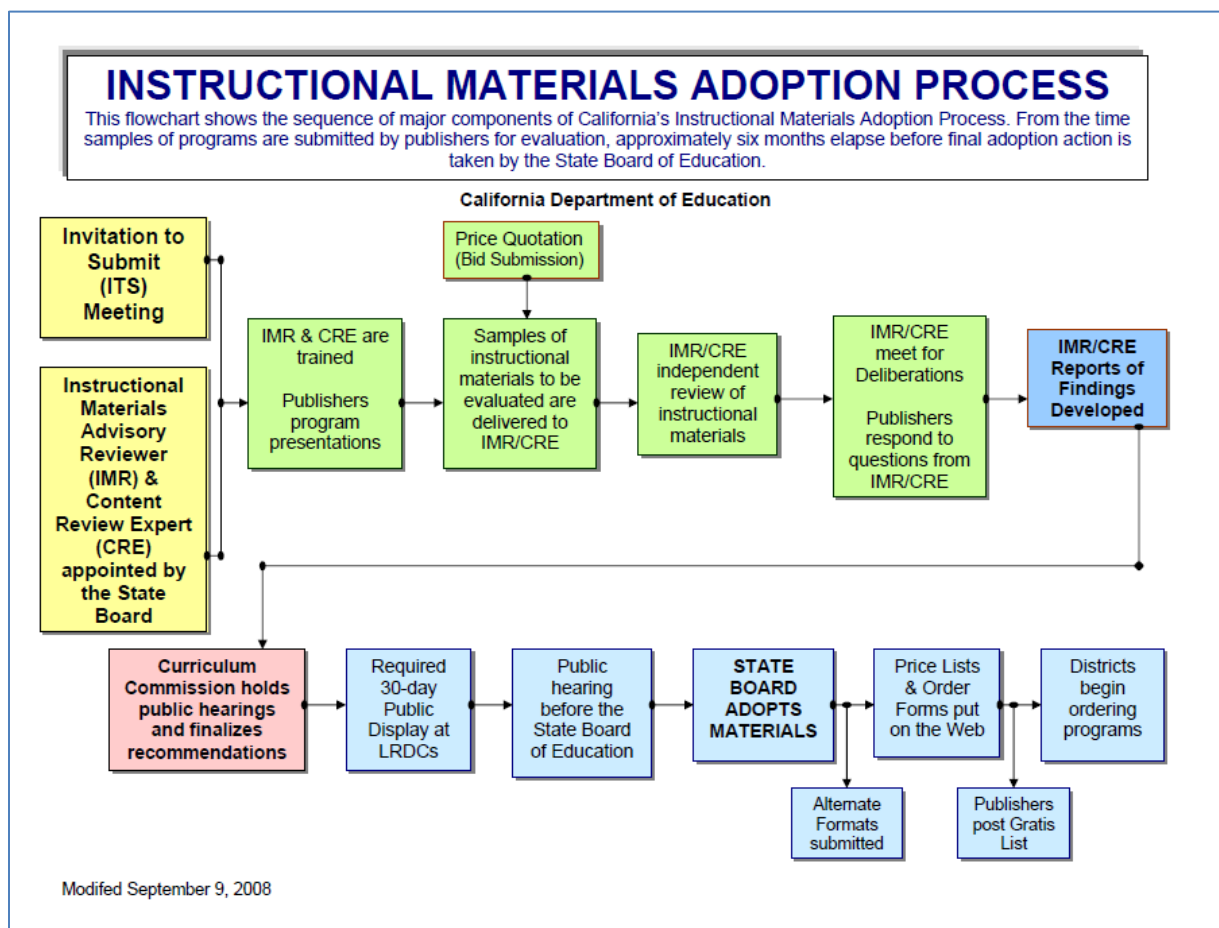 INSTRUCTIONAL MATERIALS ADOPTION PROCESS
This flowchart shows the sequence of major components of California's Instructional Materials Adoption Process. From the time
samples of programs are submitted by publishers for evaluation, approximately six months elapse before final adoption action is
taken by the State Board of Education.
California Department of Education
Invitation to
Submit
(ITS)
Meeting
Instructional
Materials
Advisory
Reviewer
(IMR) &
Content
Review Expert
(CRE)
appointed by
the State
Board
Price Quotation
(Bid Submission)
IMR & CRE are
trained
Publishers
program
presentations
Samples of
instructional
materials to be
evaluated are
delivered to
IMR/CRE
IMR/CRE
independent
review of
instructional
materials
IMR/CRE
meet for
Deliberations
Publishers
respond to
questions from
IMR/CRE
IMR/CRE
Reports of
Findings
Developed
Curriculum
Commission holds
public hearings
and finalizes
recommendations
Required
30-day
Public
Display at
LRDCs
Public
hearing
before the
State Board
of Education
STATE
BOARD
ADOPTS
MATERIALS
Price Lists
& Order
Forms put
on the Web
Districts
begin
ordering
programs
Alternate
Formats
submitted
Publishers
post Gratis
List
Modifed September 9, 2008